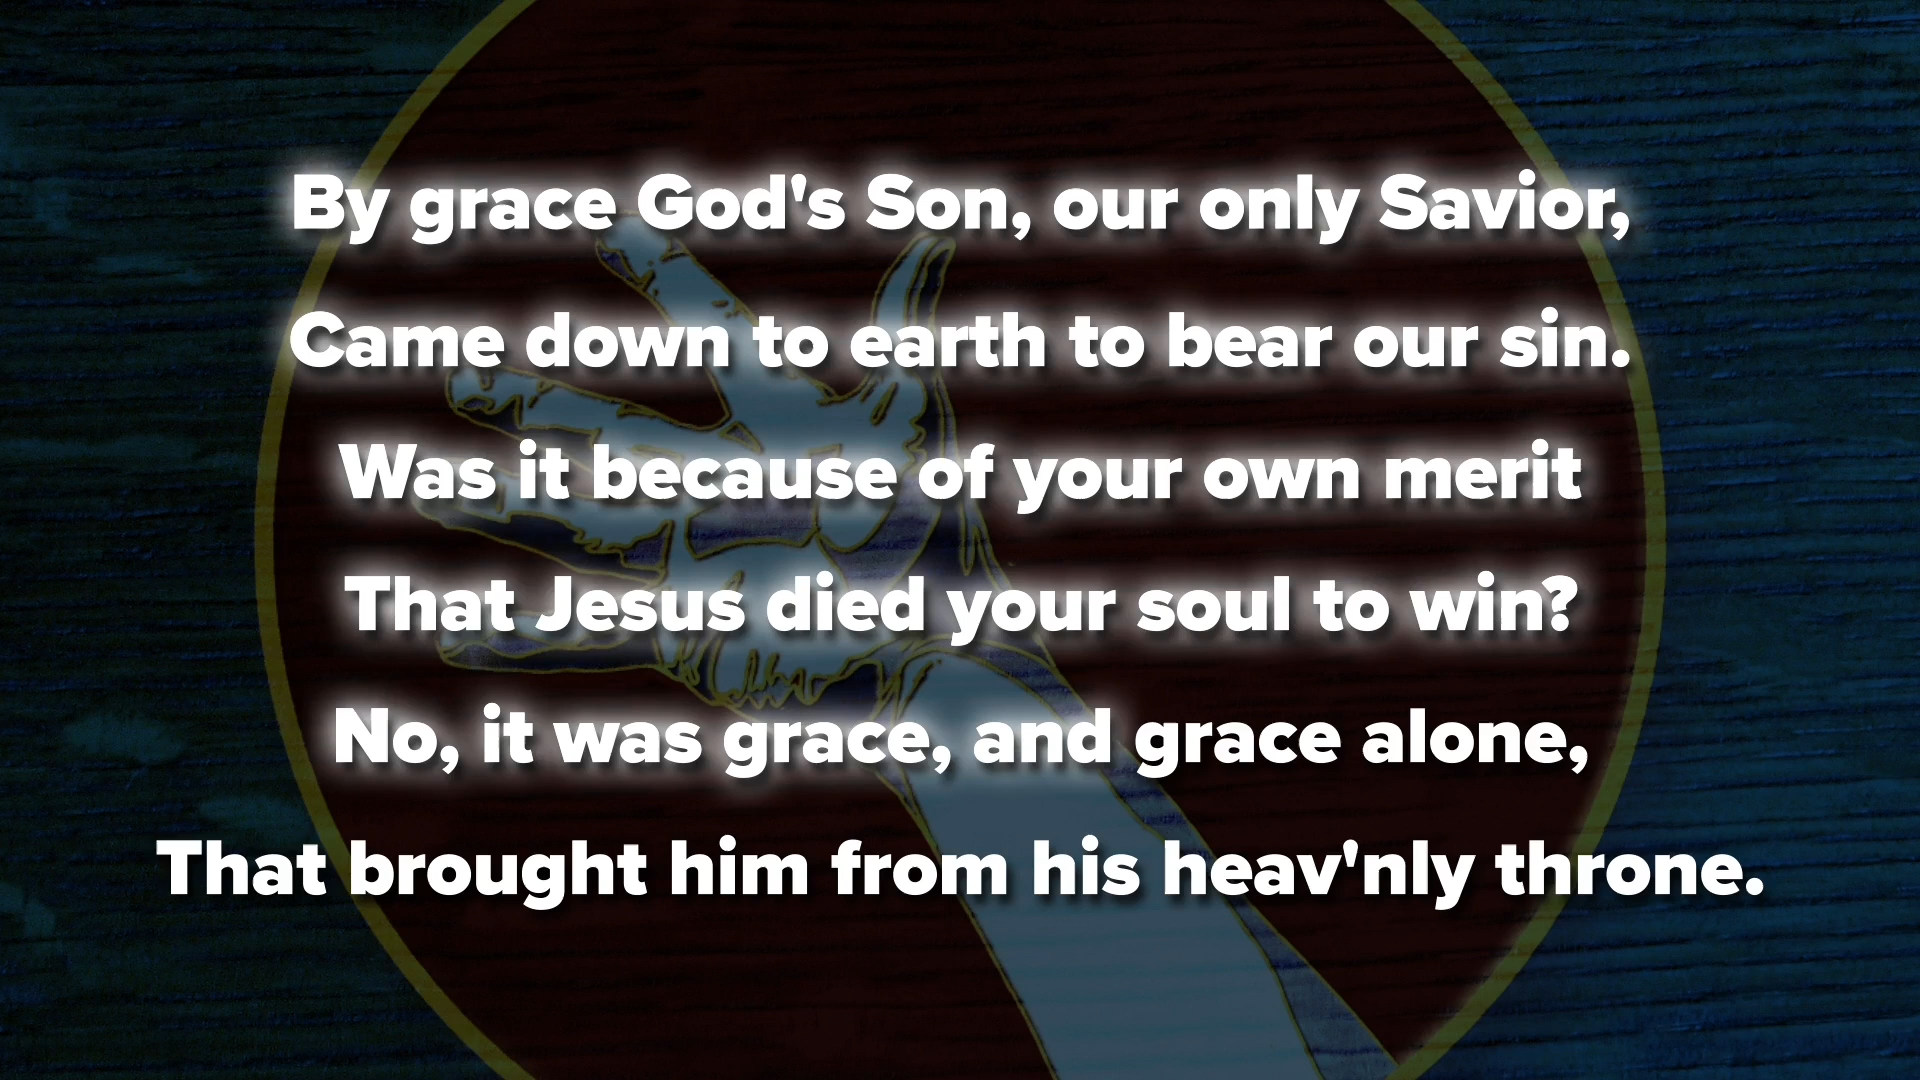 By grace God's Son, our only Savior,
Came down to earth to bear our sin.
Was it because of your own merit
That Jesus died your soul to win?
No, it was grace, and grace alone,
That brought him from his heav'nly throne.